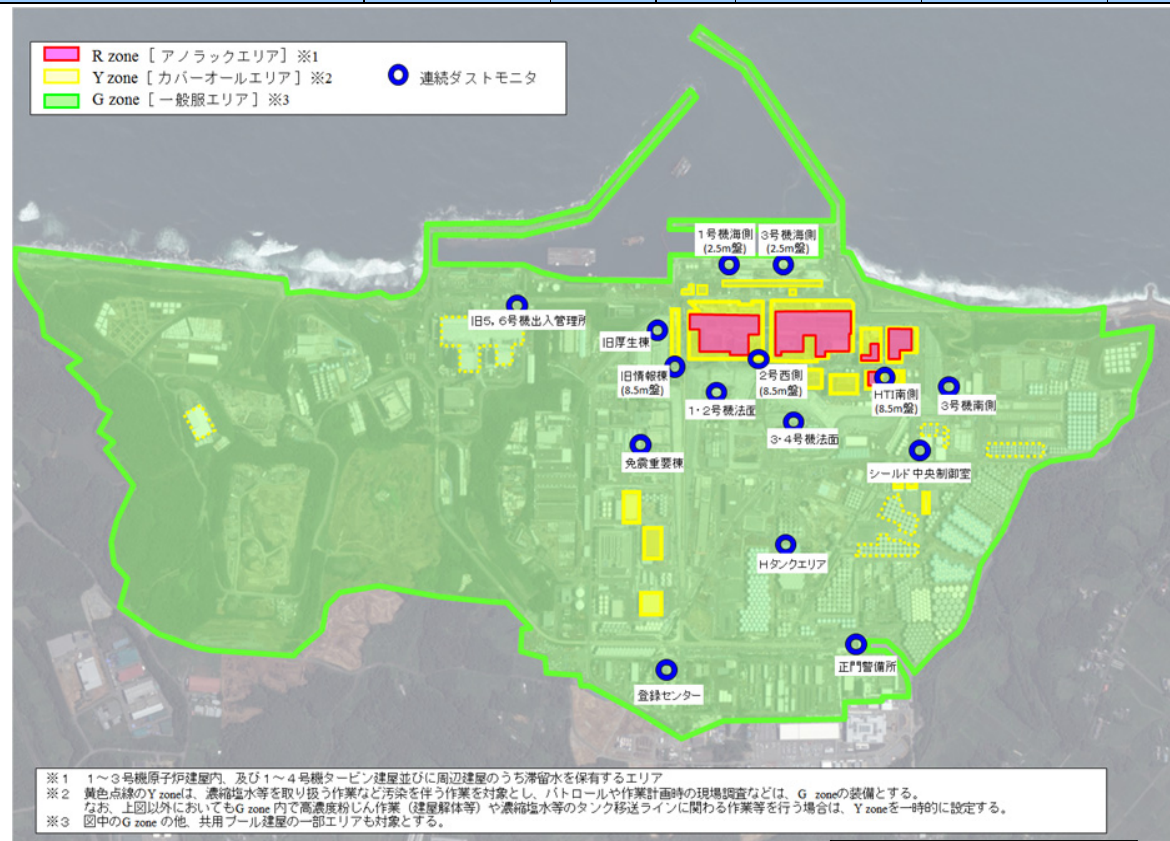 R zone [ アノラックエリア] ※1
Y zone [ カバーオールエリア] ※2
G zone [ 一般服エリア] ※3
連続ダストモニタ
1号機海側
(2.5m盤)
3号機海側
(2.5m盤)
旧5,6号機出入管理所
旧厚生棟
旧情報棟
(8.5m盤)
2号西側
(8.5m盤)
1・2号機法面
HTI南側
(8.5m盤)
3号機南側
3・4号機法面
免震重要棟
シールド中央制御室
Hタンクエリア
正門警備所
登録センター
※1 1～3号機原子炉建屋内、及び1～4号機タービン建屋並びに周辺建屋のうち滞留水を保有するエリア
※2 黄色点線のY zoneは、濃縮塩水等を取り扱う作業など汚染を伴う作業を対象とし、パトロールや作業計画時の現場調査などは、G zoneの装備とする。
なお、上図以外においてもG zone 内で高濃度粉じん作業（建屋解体等）や濃縮塩水等のタンク移送ラインに関わる作業等を行う場合は、Y zoneを一時的に設定する。
※3 図中のG zone の他、共用プール建屋の一部エリアも対象とする。